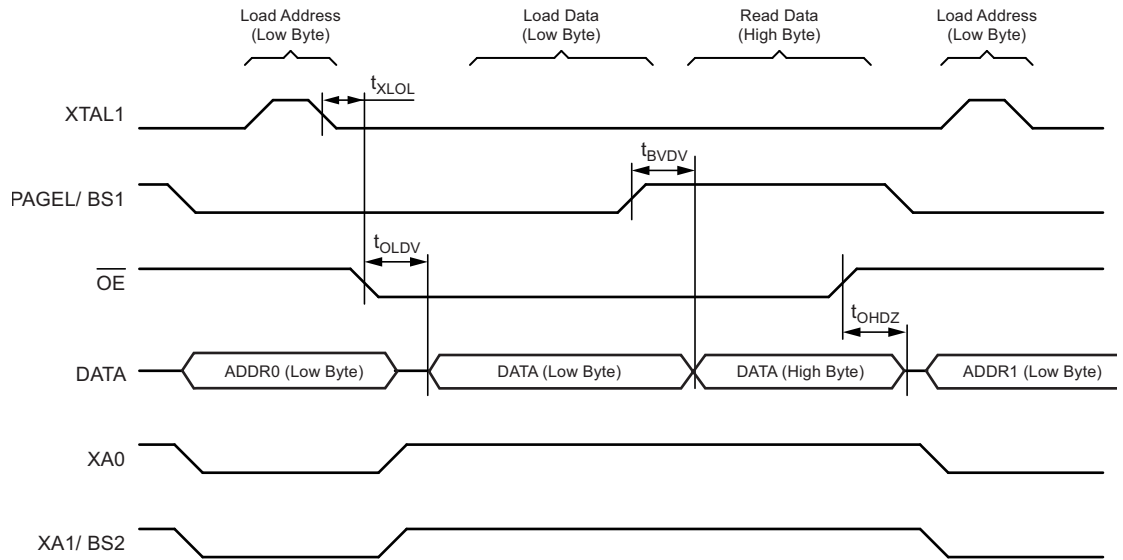 Load Address
(Low Byte)
Load Data
(Low Byte)
Read Data
(High Byte)
Load Address
(Low Byte)
tXLOL
XTAL1
tBVDV
PAGEL/ BS1
tOLDV
OE
tOHDZ
DATA
ADDR0 (Low Byte)
DATA (Low Byte)
DATA (High Byte)
ADDR1 (Low Byte)
XA0
XA1/ BS2